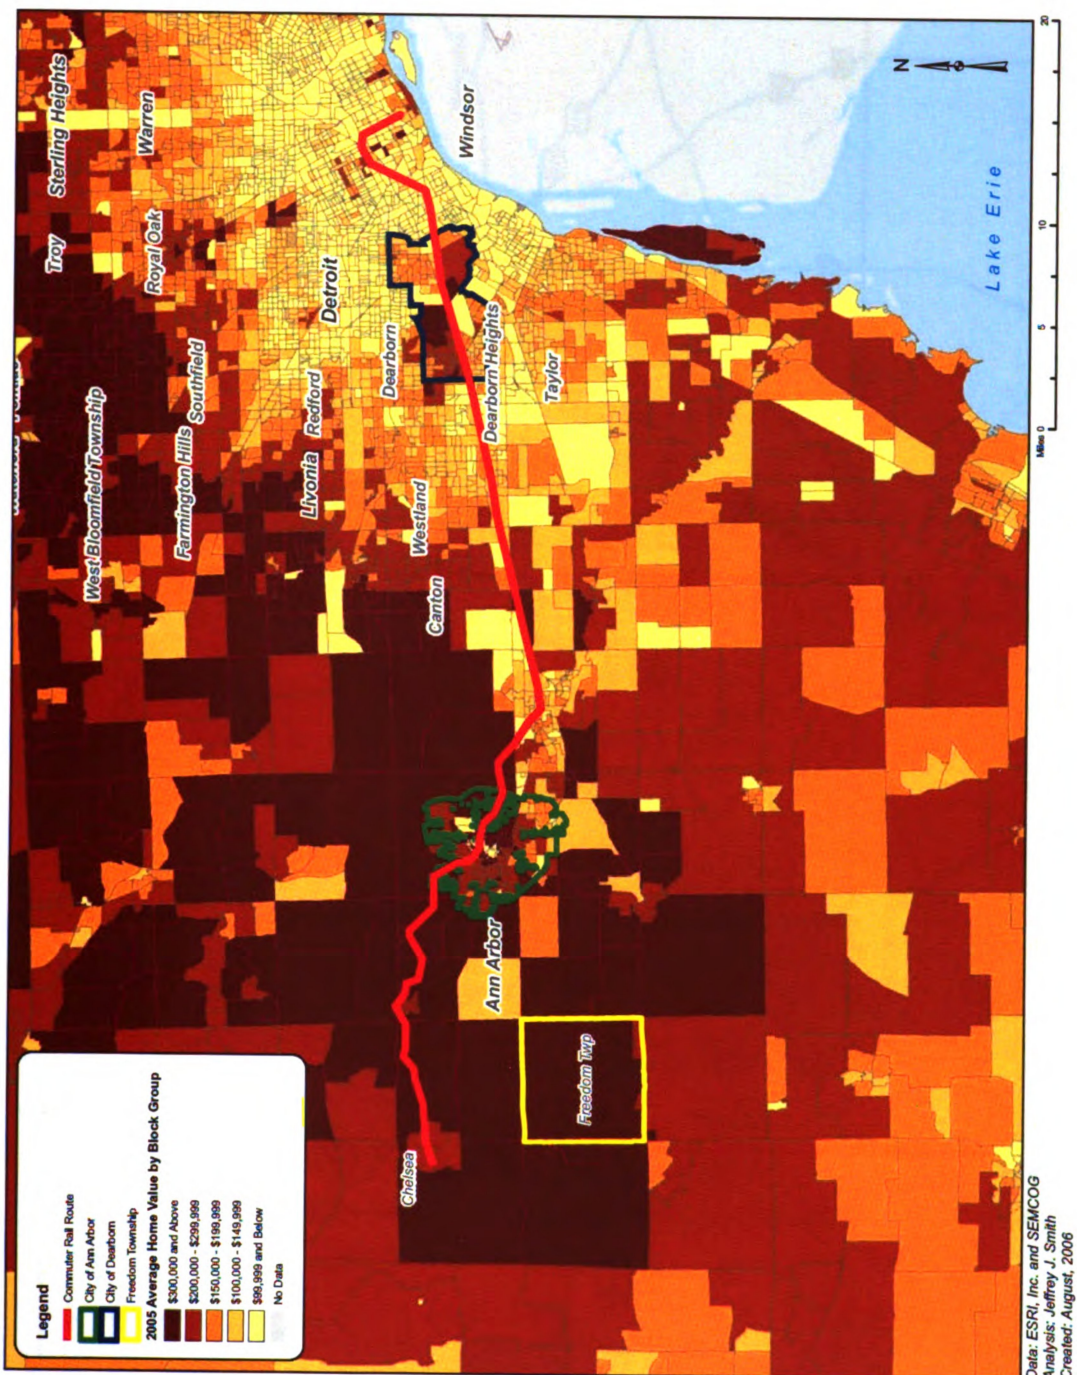 Legend
Commuter Rail Route
City of Ann Arbor
City of Dearborn
Freedom Township
2005 Average Home Value by Block Group
$300,000 and Above
$200,000 - $299,999
$150,000 - $199,999
$100,000 - $149,999
$99,999 and Below
No Data
Troy
Sterling Heights
West Bloomfield Township
Royal Oak
Warren
Farmington Hills
Southfield
Livonia
Redford
Detroit
Chelsea
Canton
Westland
Dearborn
Ann Arbor
Dearborn Heights
Windsor
Taylor
Freedom Twp
N
Lake Erie
Miles 0
5
10
20
Data: ESRI, Inc. and SEMCOG
Analysis: Jeffrey J. Smith
Created: August, 2006